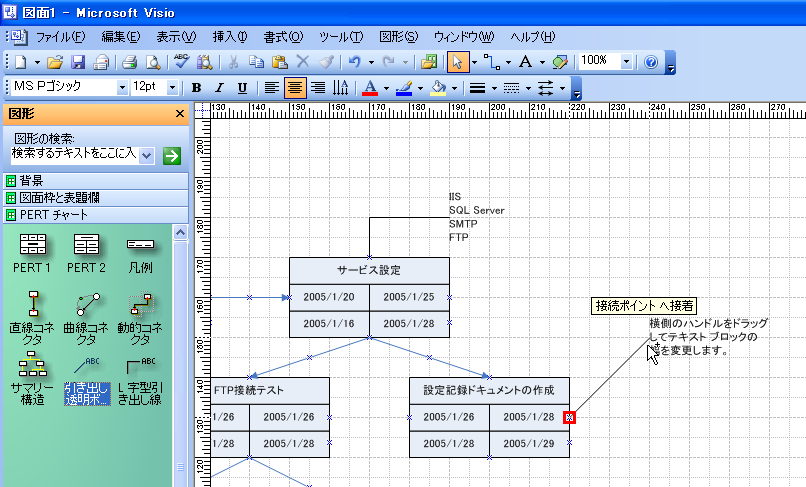 図面1 - Microsoft Visio
ファイル(F) 編集(E) 表示(V) 挿入(I) 書式(O) ツール(T) 図形(S) ウィンドウ(W) ヘルプ(H)
100%
MS Pゴシック 12pt B I U
図形
130 140 150 160 170 180 190 200 210 220 230 240 250 260 270
図形の検索:
検索するテキストをここに入
背景
図面枠と表題欄
PERT チャート
PERT 1 PERT 2 凡例
直線コネクタ 曲線コネクタ 動的コネクタ
サマリー構造 引き出し透明ボ... L 字型引き出し線
200
190
180
170
160
150
140
130
120
IIS
SQL Server
SMTP
FTP
サービス設定
2005/1/20 2005/1/25
2005/1/16 2005/1/28
接続ポイント へ接着
横側のハンドルをドラッグ
してテキスト ブロックの
を変更します。
FTP接続テスト
1/26 2005/1/26
1/28 2005/1/28
設定記録ドキュメントの作成
2005/1/26 2005/1/28
2005/1/28 2005/1/29